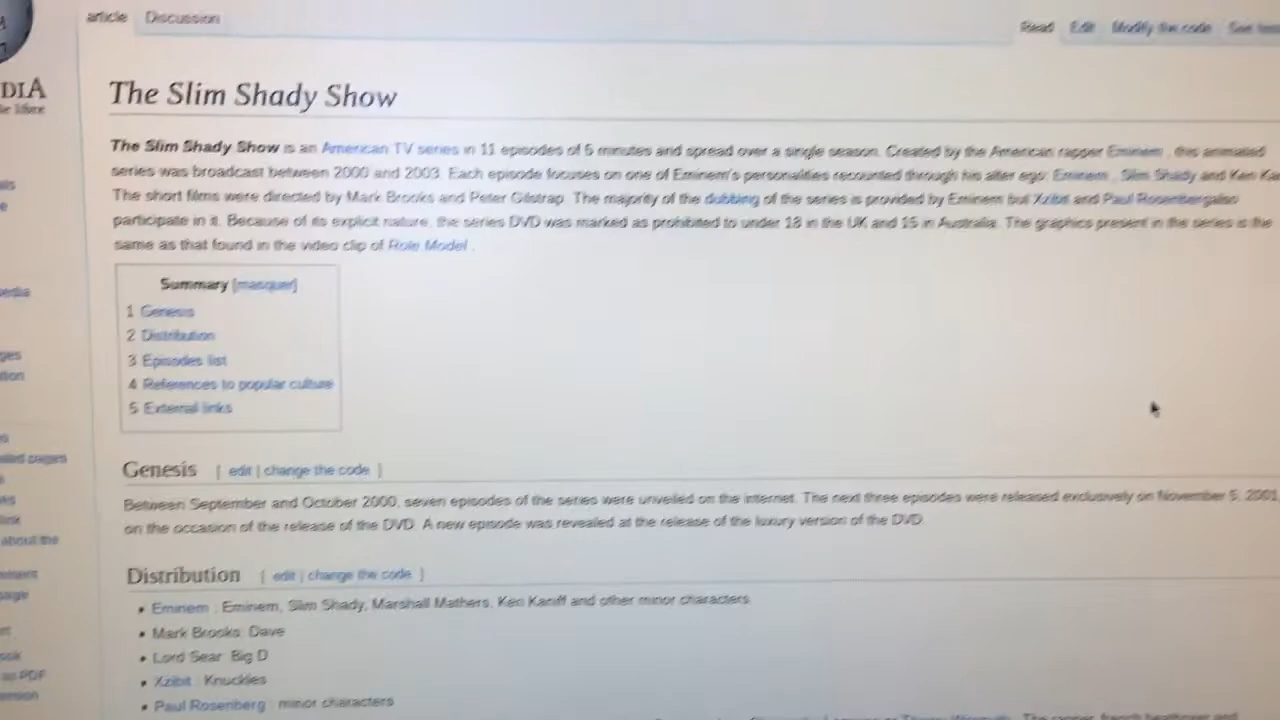 article Discussion
Read Edit Modify the code See
DIA
The Slim Shady Show
The Slim Shady Show is an American TV series in 11 episodes of 5 minutes and spread over a single season. Created by the American rapper Eminem , this animated
series was broadcast between 2000 and 2003. Each episode focuses on one of Eminem's personalities recounted through his alter ego: Eminem , Slim Shady and Ken Ka
The short films were directed by Mark Brooks and Peter Gilstrap. The majority of the dubbing of the series is provided by Eminem but Xzibit and Paul Rosenbergalso
participate in it. Because of its explicit nature, the series DVD was marked as prohibited to under 18 in the UK and 15 in Australia. The graphics present in the series is the
same as that found in the video clip of Role Model .
Summary [masquer]
1 Genesis
2 Distribution
3 Episodes list
4 References to popular culture
5 External links
Genesis [ edit | change the code ]
Between September and October 2000, seven episodes of the series were unveiled on the internet. The next three episodes were released exclusively on November 5, 2001
on the occasion of the release of the DVD. A new episode was revealed at the release of the luxury version of the DVD.
Distribution [ edit | change the code ]
• Eminem : Eminem, Slim Shady, Marshall Mathers, Ken Kaniff and other minor characters
• Mark Brooks: Dave
• Lord Sear: Big D
• Xzibit : Knuckles
• Paul Rosenberg : minor characters
about the
as PDF